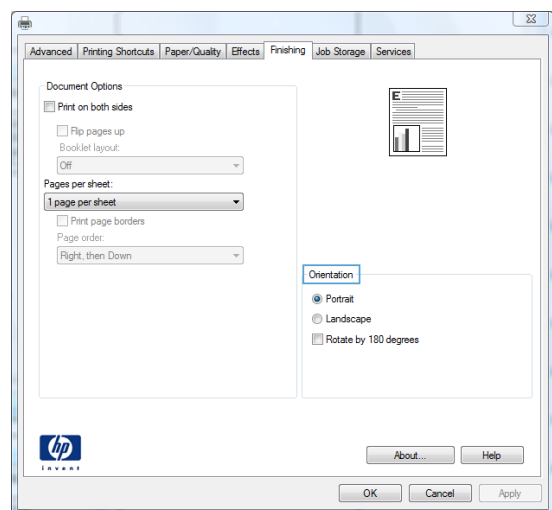 Advanced Printing Shortcuts Paper/Quality Effects Finishing Job Storage Services
Document Options
Print on both sides
Flip pages up
Booklet layout:
Off
Pages per sheet:
1 page per sheet
Print page borders
Page order:
Right, then Down
E
Orientation
Portrait
Landscape
Rotate by 180 degrees
hp
invent
About... Help
OK Cancel Apply